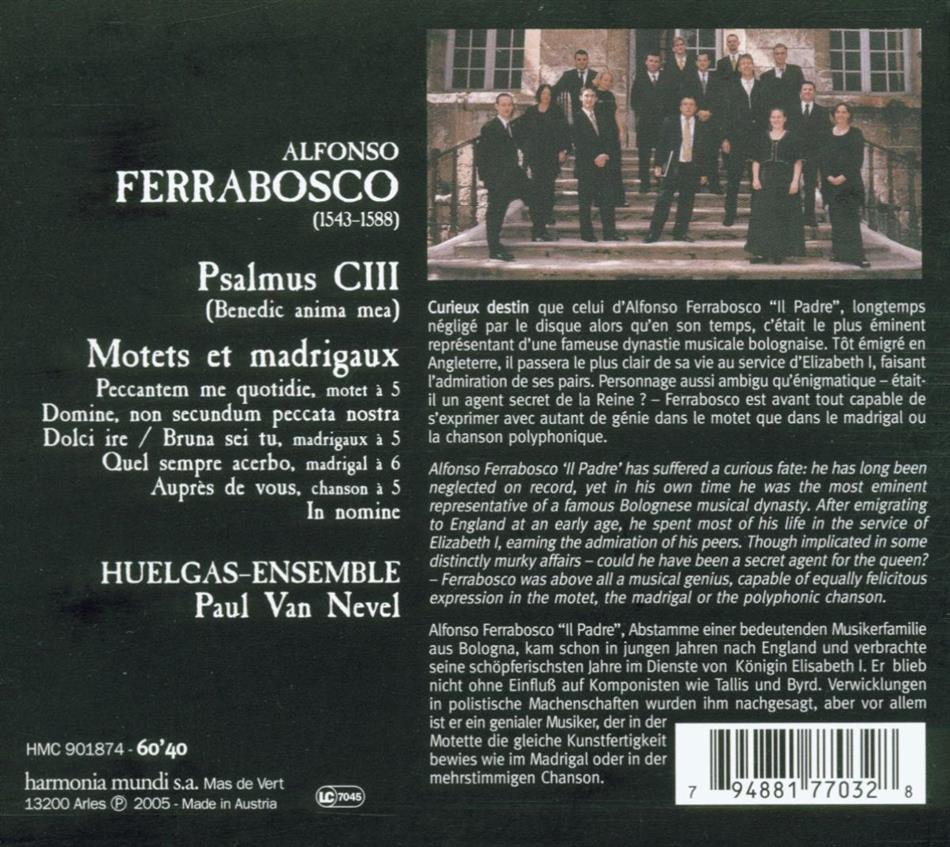 ALFONSO
FERRABOSCO
(1543-1588)
Psalmus CIII
(Benedic anima mea)
Motets et madrigaux
Peccantem me quotidie, motet à 5
Domine, non secundum peccata nostra
Dolci ire / Bruna sei tu, madrigaux à 5
Quel sempre acerbo, madrigal à 6
Auprès de vous, chanson à 5
In nomine
HUELGAS-ENSEMBLE
Paul Van Nevel
HMC 901874 - 60'40
harmonia mundi s.a. Mas de Vert
13200 Arles ℗ 2005 - Made in Austria
LC 7045
Curieux destin que celui d'Alfonso Ferrabosco “Il Padre”, longtemps
négligé par le disque alors qu'en son temps, c'était le plus éminent
représentant d'une fameuse dynastie musicale bolognaise. Tôt émigré en
Angleterre, il passera le plus clair de sa vie au service d'Elizabeth I, faisant
l'admiration de ses pairs. Personnage aussi ambigu qu'énigmatique – était-
il un agent secret de la Reine ? – Ferrabosco est avant tout capable de
s'exprimer avec autant de génie dans le motet que dans le madrigal ou
la chanson polyphonique.
Alfonso Ferrabosco ‘Il Padre’ has suffered a curious fate: he has long been
neglected on record, yet in his own time he was the most eminent
representative of a famous Bolognese musical dynasty. After emigrating
to England at an early age, he spent most of his life in the service of
Elizabeth I, earning the admiration of his peers. Though implicated in some
distinctly murky affairs – could he have been a secret agent for the queen?
– Ferrabosco was above all a musical genius, capable of equally felicitous
expression in the motet, the madrigal or the polyphonic chanson.
Alfonso Ferrabosco “Il Padre”, Abstamme einer bedeutenden Musikerfamilie
aus Bologna, kam schon in jungen Jahren nach England und verbrachte
seine schöpferischsten Jahre im Dienste von Königin Elisabeth I. Er blieb
nicht ohne Einfluß auf Komponisten wie Tallis und Byrd. Verwicklungen
in polistische Machenschaften wurden ihm nachgesagt, aber vor allem
ist er ein genialer Musiker, der in der
Motette die gleiche Kunstfertigkeit
bewies wie im Madrigal oder in der
mehrstimmigen Chanson.
7 94881 77032 8